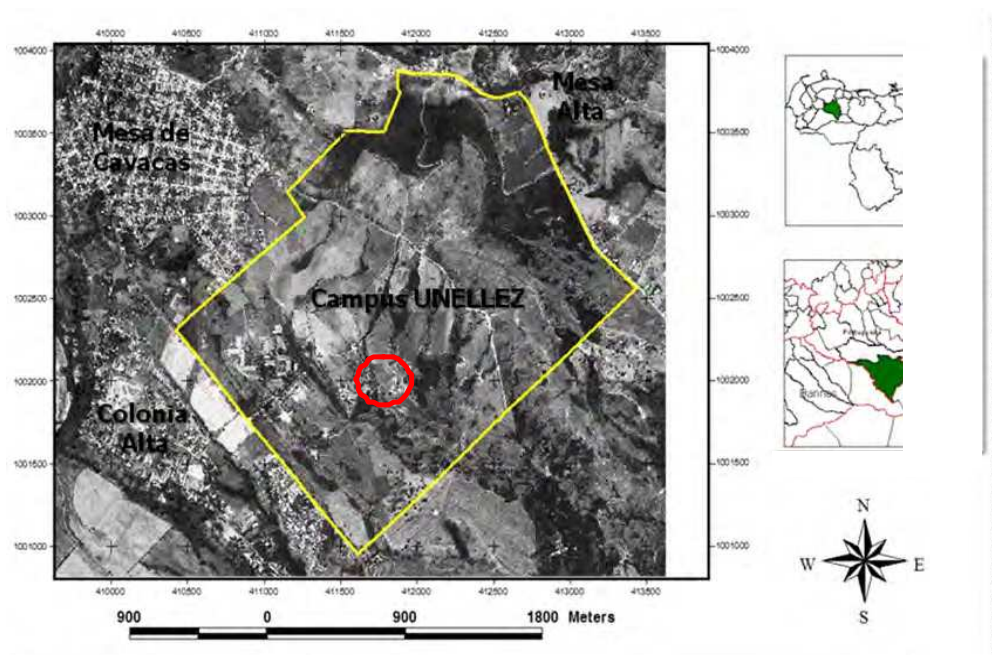 410000 410500 411000 411500 412000 412500 413000 413500
1004000 1004000
Mesa
Alta
1003500 1003500
Mesa de
Cavacas
1003000 1003000
Campus UNELLEZ
1002500 1002500
1002000 1002000
Colonia
Alta
1001500 1001500
1001000 1001000
410000 410500 411000 411500 412000 412500 413000 413500
900 0 900 1800 Meters
Barinas
N
W E
S